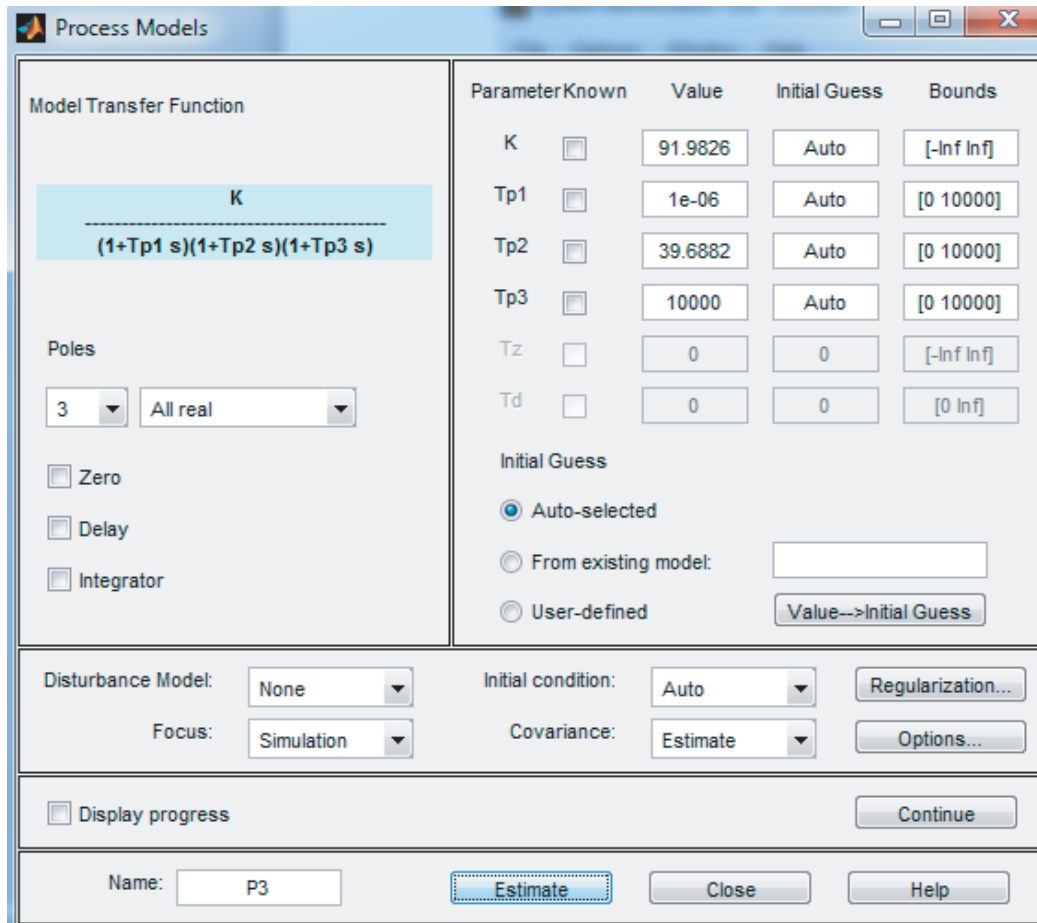 Process Models
Model Transfer Function
K
------------------------------------------
(1+Tp1 s)(1+Tp2 s)(1+Tp3 s)
Poles
3 All real
Zero
Delay
Integrator
Parameter Known Value Initial Guess Bounds
K 91.9826 Auto [-Inf Inf]
Tp1 1e-06 Auto [0 10000]
Tp2 39.6882 Auto [0 10000]
Tp3 10000 Auto [0 10000]
Tz 0 0 [-Inf Inf]
Td 0 0 [0 Inf]
Initial Guess
Auto-selected
From existing model:
User-defined Value-->Initial Guess
Disturbance Model: None Initial condition: Auto Regularization...
Focus: Simulation Covariance: Estimate Options...
Display progress Continue
Name: P3 Estimate Close Help